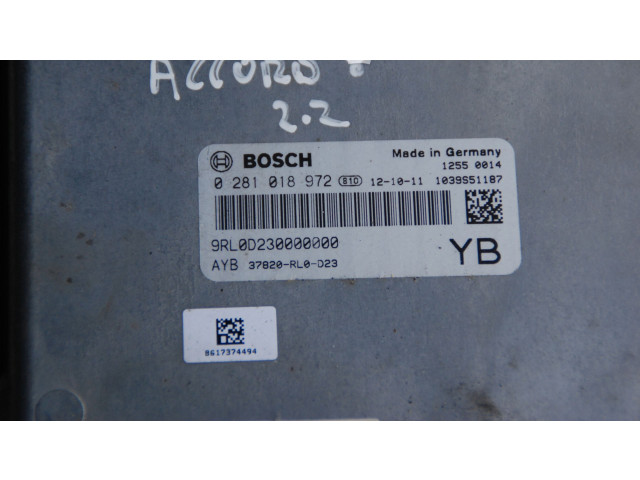 ACCORD
2.2
BOSCH Made in Germany
1255 0014
0 281 018 972 810 12-10-11 1039S51187
9RL0D230000000
AYB 37820-RL0-D23 YB
8617374494